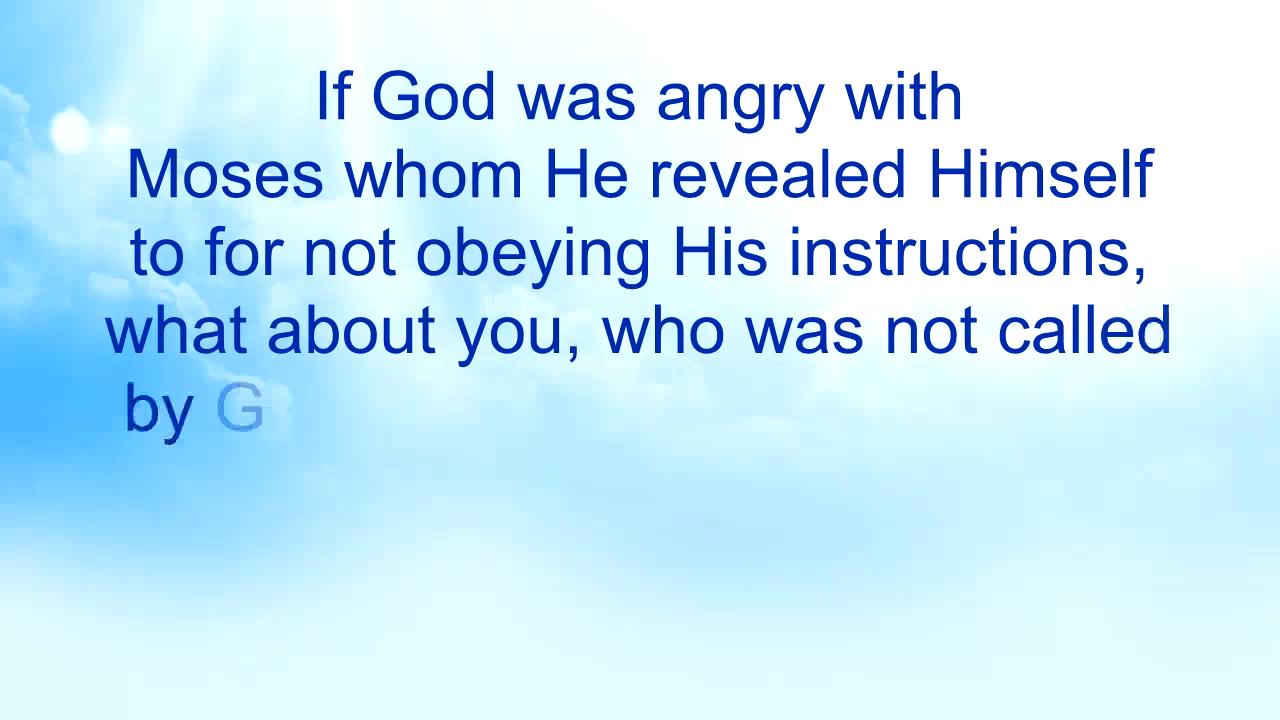 If God was angry with
Moses whom He revealed Himself
to for not obeying His instructions,
what about you, who was not called
by G